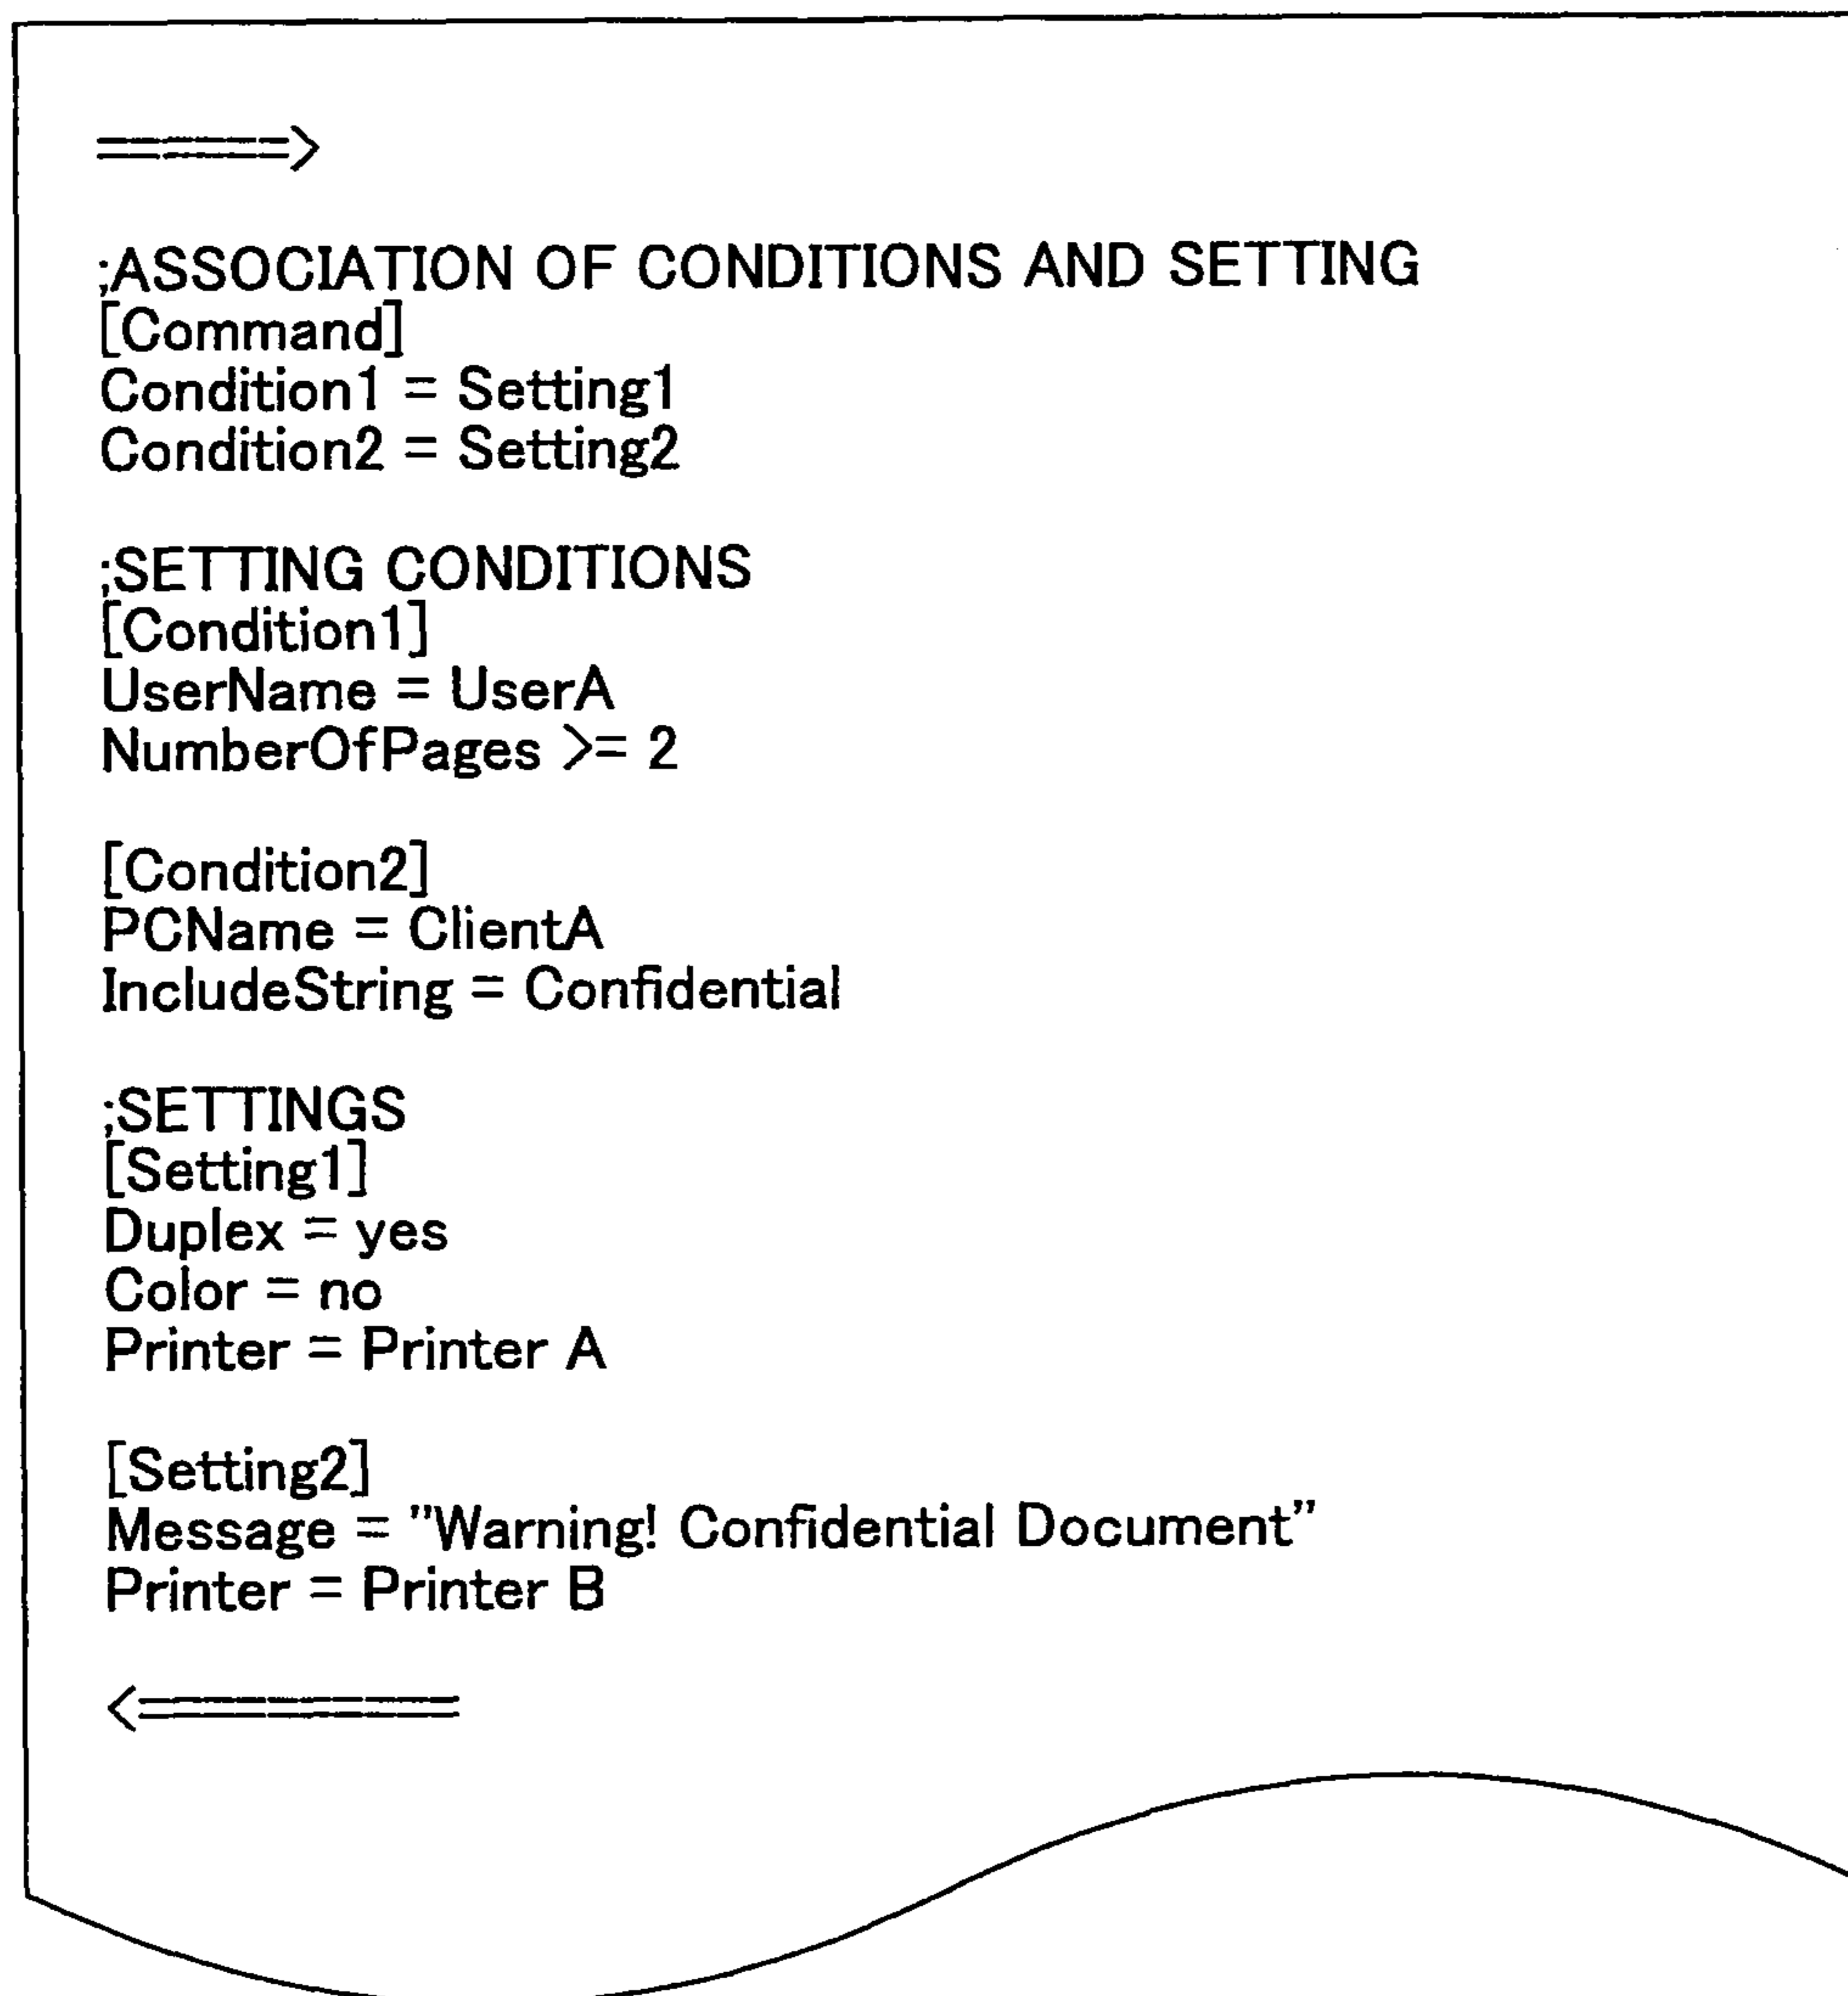 ======>
;ASSOCIATION OF CONDITIONS AND SETTING
[Command]
Condition1 = Setting1
Condition2 = Setting2
;SETTING CONDITIONS
[Condition1]
UserName = UserA
NumberOfPages >= 2
[Condition2]
PCName = ClientA
IncludeString = Confidential
;SETTINGS
[Setting1]
Duplex = yes
Color = no
Printer = Printer A
[Setting2]
Message = "Warning! Confidential Document"
Printer = Printer B
<==========